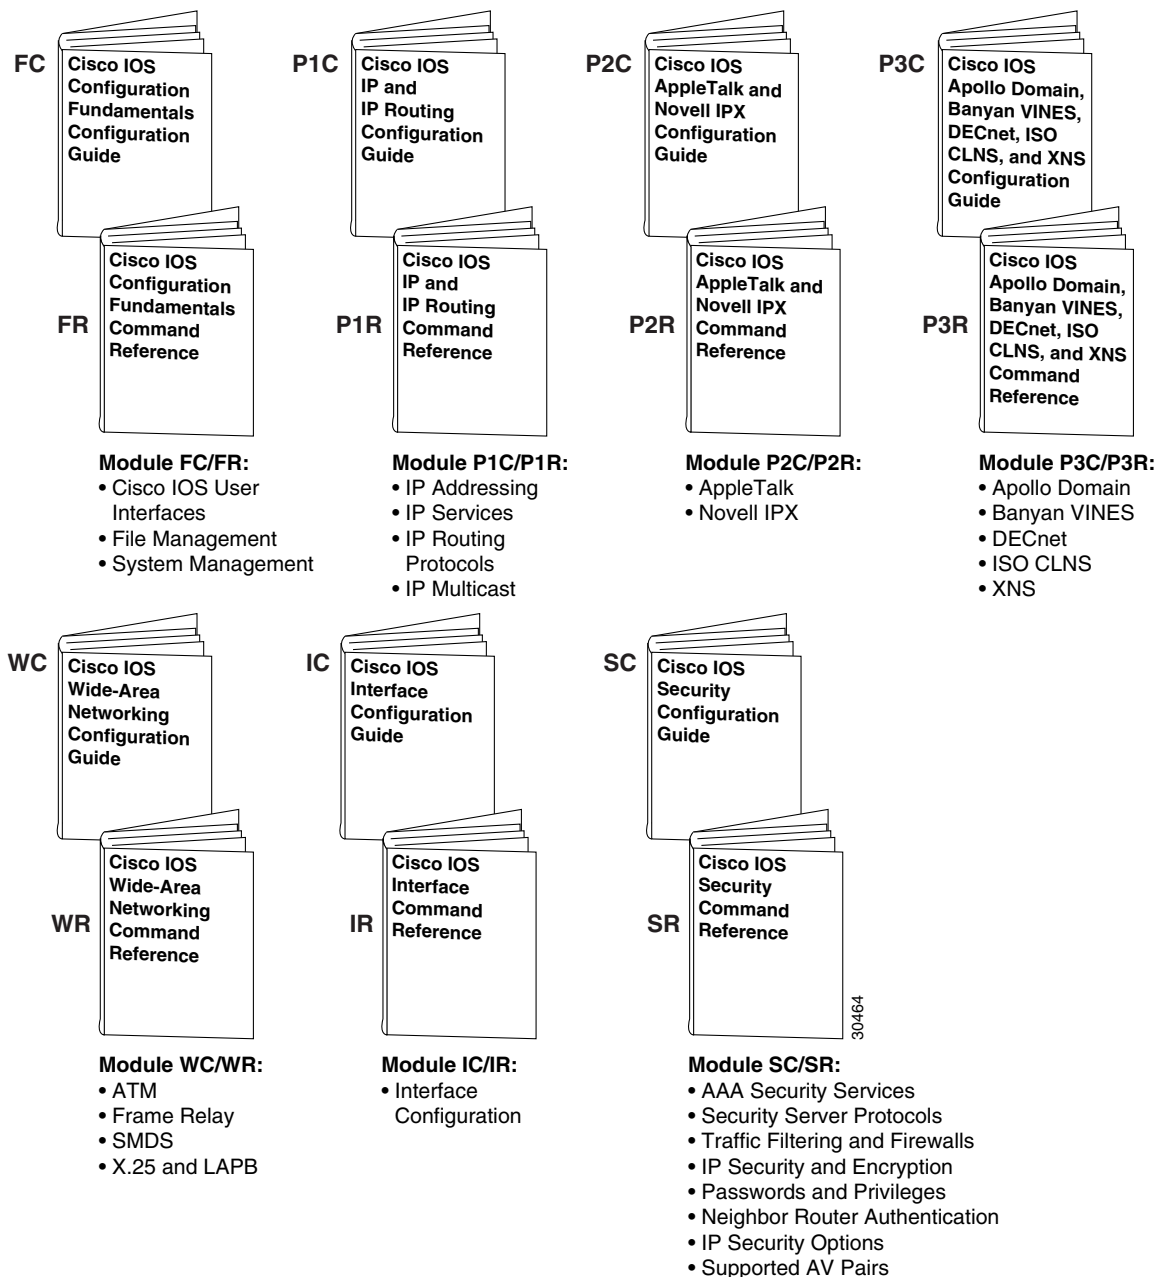 FC
Cisco IOS
Configuration
Fundamentals
Configuration
Guide
FR
Cisco IOS
Configuration
Fundamentals
Command
Reference
Module FC/FR:
• Cisco IOS User
Interfaces
• File Management
• System Management
P1C
Cisco IOS
IP and
IP Routing
Configuration
Guide
P1R
Cisco IOS
IP and
IP Routing
Command
Reference
Module P1C/P1R:
• IP Addressing
• IP Services
• IP Routing
Protocols
• IP Multicast
P2C
Cisco IOS
AppleTalk and
Novell IPX
Configuration
Guide
P2R
Cisco IOS
AppleTalk and
Novell IPX
Command
Reference
Module P2C/P2R:
• AppleTalk
• Novell IPX
P3C
Cisco IOS
Apollo Domain,
Banyan VINES,
DECnet, ISO
CLNS, and XNS
Configuration
Guide
P3R
Cisco IOS
Apollo Domain,
Banyan VINES,
DECnet, ISO
CLNS, and XNS
Command
Reference
Module P3C/P3R:
• Apollo Domain
• Banyan VINES
• DECnet
• ISO CLNS
• XNS
WC
Cisco IOS
Wide-Area
Networking
Configuration
Guide
WR
Cisco IOS
Wide-Area
Networking
Command
Reference
Module WC/WR:
• ATM
• Frame Relay
• SMDS
• X.25 and LAPB
IC
Cisco IOS
Interface
Configuration
Guide
IR
Cisco IOS
Interface
Command
Reference
Module IC/IR:
• Interface
Configuration
SC
Cisco IOS
Security
Configuration
Guide
SR
Cisco IOS
Security
Command
Reference
30464
Module SC/SR:
• AAA Security Services
• Security Server Protocols
• Traffic Filtering and Firewalls
• IP Security and Encryption
• Passwords and Privileges
• Neighbor Router Authentication
• IP Security Options
• Supported AV Pairs